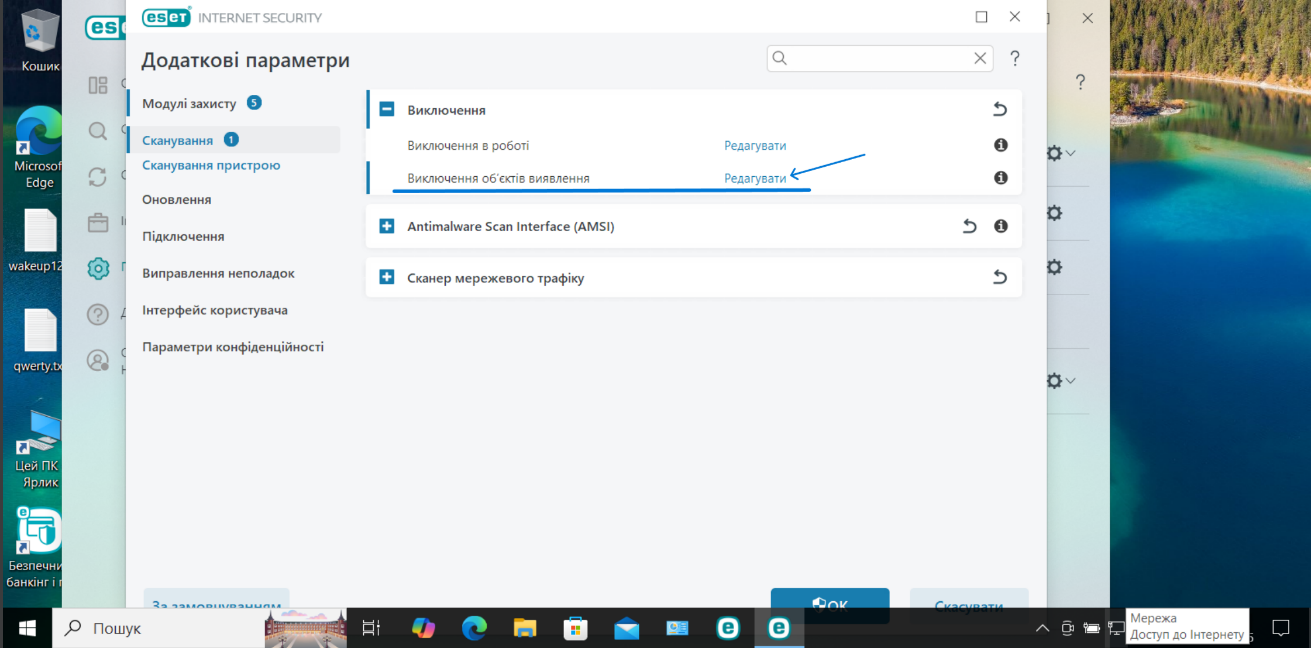 Кошик
Microsof
Edge
wakeup12
qwerty.tx
Цей ПК
Ярлик
Безпечни
банкінг і п
eset INTERNET SECURITY
Додаткові параметри
?
Модулі захисту 5
Сканування 1
Сканування пристрою
Оновлення
Підключення
Виправлення неполадок
Інтерфейс користувача
Параметри конфіденційності
Виключення
Виключення в роботі Редагувати
Виключення об'єктів виявлення Редагувати
Antimalware Scan Interface (AMSI)
Сканер мережевого трафіку
За замовчуванням
OK
Скасувати
?
Пошук
Мережа
Доступ до Інтернету